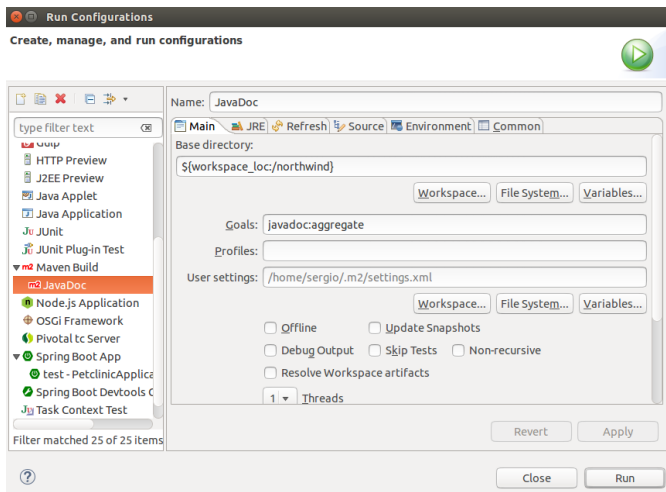 Run Configurations
Create, manage, and run configurations
Name: JavaDoc
type filter text
Main JRE Refresh Source Environment Common
Base directory:
${workspace_loc:/northwind}
Workspace... File System... Variables...
Goals: javadoc:aggregate
Profiles:
User settings: /home/sergio/.m2/settings.xml
Workspace... File System... Variables...
Offline Update Snapshots
Debug Output Skip Tests Non-recursive
Resolve Workspace artifacts
1 Threads
HTTP Preview
J2EE Preview
Java Applet
Java Application
Ju JUnit
JUnit Plug-in Test
m2 Maven Build
m2 JavaDoc
Node.js Application
OSGi Framework
Pivotal tc Server
Spring Boot App
test - PetclinicApplica
Spring Boot Devtools C
Ju Task Context Test
Filter matched 25 of 25 items
Revert Apply
? Close Run